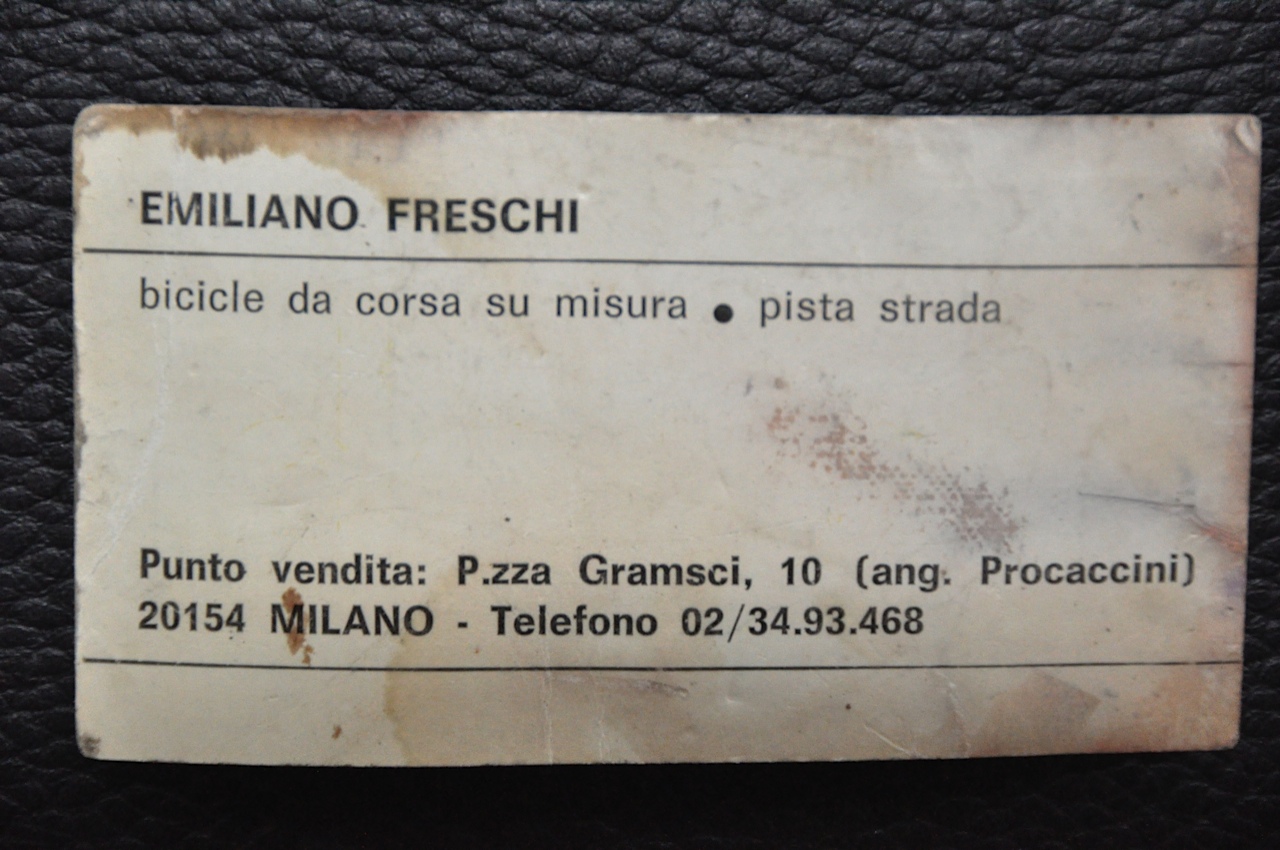 EMILIANO FRESCHI
bicicle da corsa su misura ● pista strada
Punto vendita: P.zza Gramsci, 10 (ang. Procaccini)
20154 MILANO - Telefono 02/34.93.468